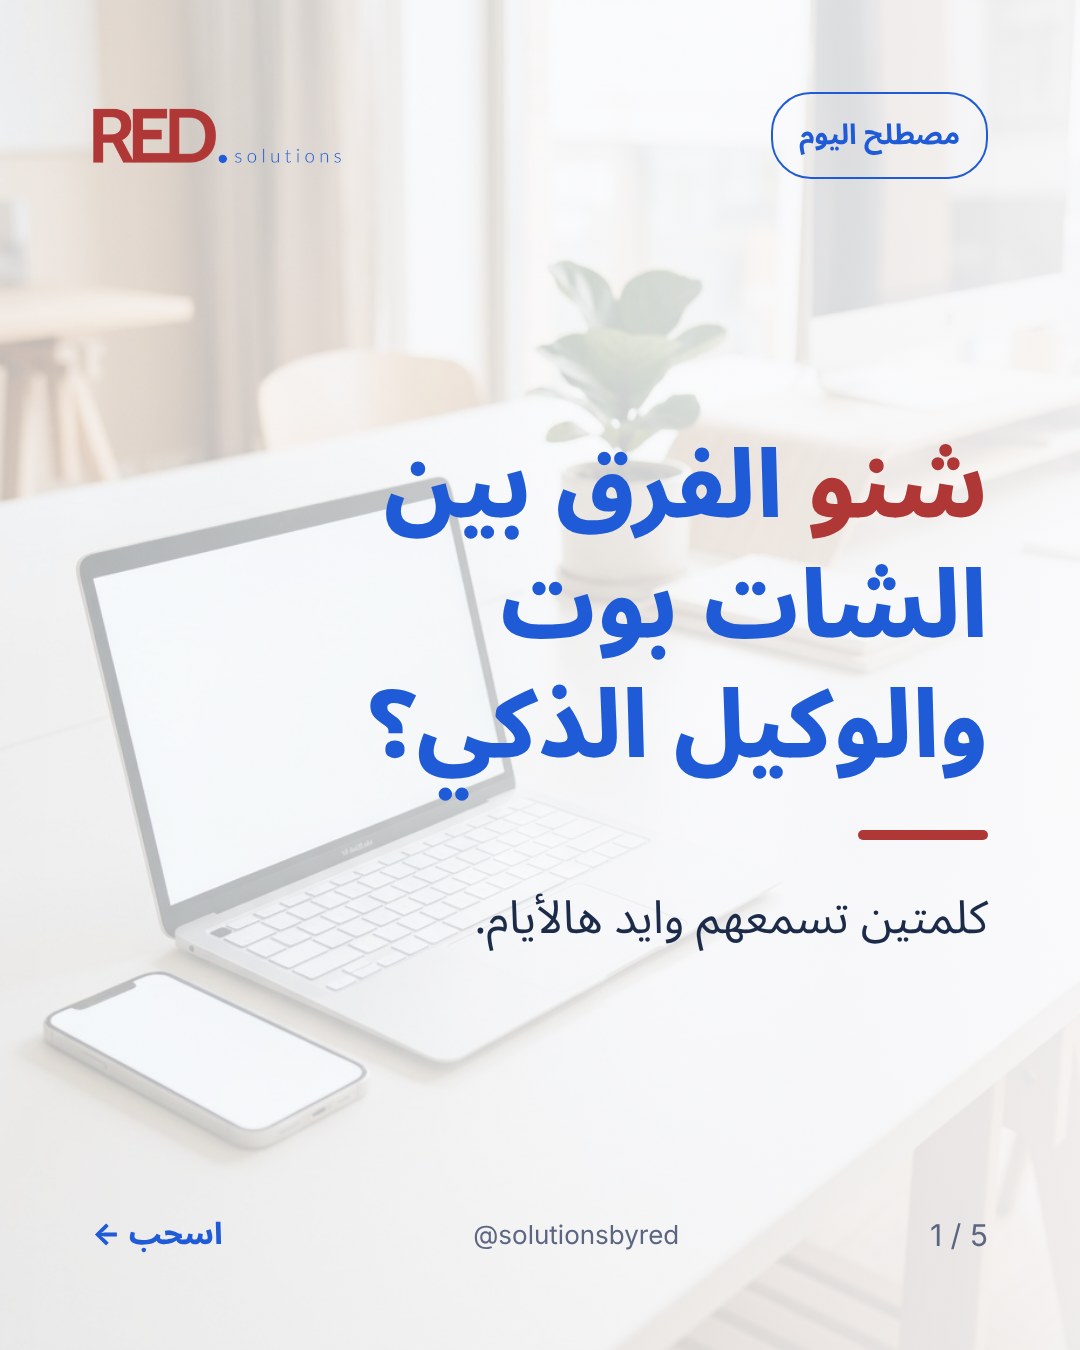 RED.solutions
مصطلح اليوم
شنو الفرق بين
الشات بوت
والوكيل الذكي؟
كلمتين تسمعهم وايد هالأيام.
اسحب ←
@solutionsbyred
1 / 5